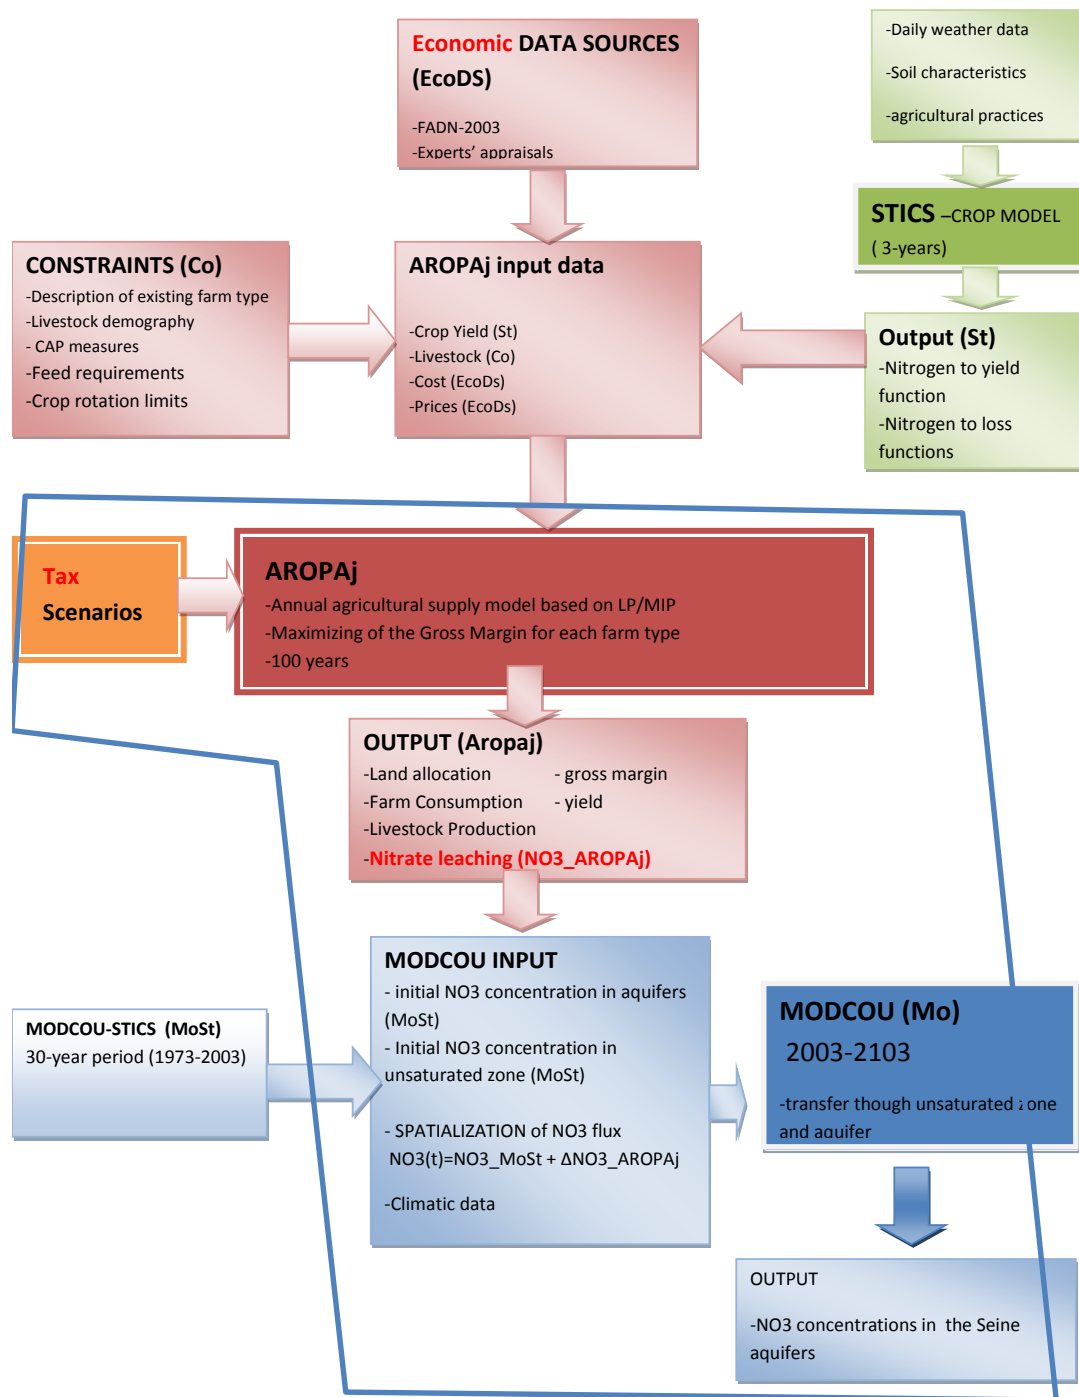 Economic DATA SOURCES
(EcoDS)
-FADN-2003
-Experts' appraisals
-Daily weather data
-Soil characteristics
-agricultural practices
STICS –CROP MODEL
( 3-years)
CONSTRAINTS (Co)
-Description of existing farm type
-Livestock demography
- CAP measures
-Feed requirements
-Crop rotation limits
AROPAj input data
-Crop Yield (St)
-Livestock (Co)
-Cost (EcoDs)
-Prices (EcoDs)
Output (St)
-Nitrogen to yield
function
-Nitrogen to loss
functions
Tax
Scenarios
AROPAj
-Annual agricultural supply model based on LP/MIP
-Maximizing of the Gross Margin for each farm type
-100 years
OUTPUT (Aropaj)
-Land allocation - gross margin
-Farm Consumption - yield
-Livestock Production
-Nitrate leaching (NO3_AROPAj)
MODCOU-STICS (MoSt)
30-year period (1973-2003)
MODCOU INPUT
- initial NO3 concentration in aquifers
(MoSt)
- Initial NO3 concentration in
unsaturated zone (MoSt)
- SPATIALIZATION of NO3 flux
NO3(t)=NO3_MoSt + ΔNO3_AROPAj
-Climatic data
MODCOU (Mo)
2003-2103
-transfer though unsaturated zone
and aquifer
OUTPUT
-NO3 concentrations in the Seine
aquifers